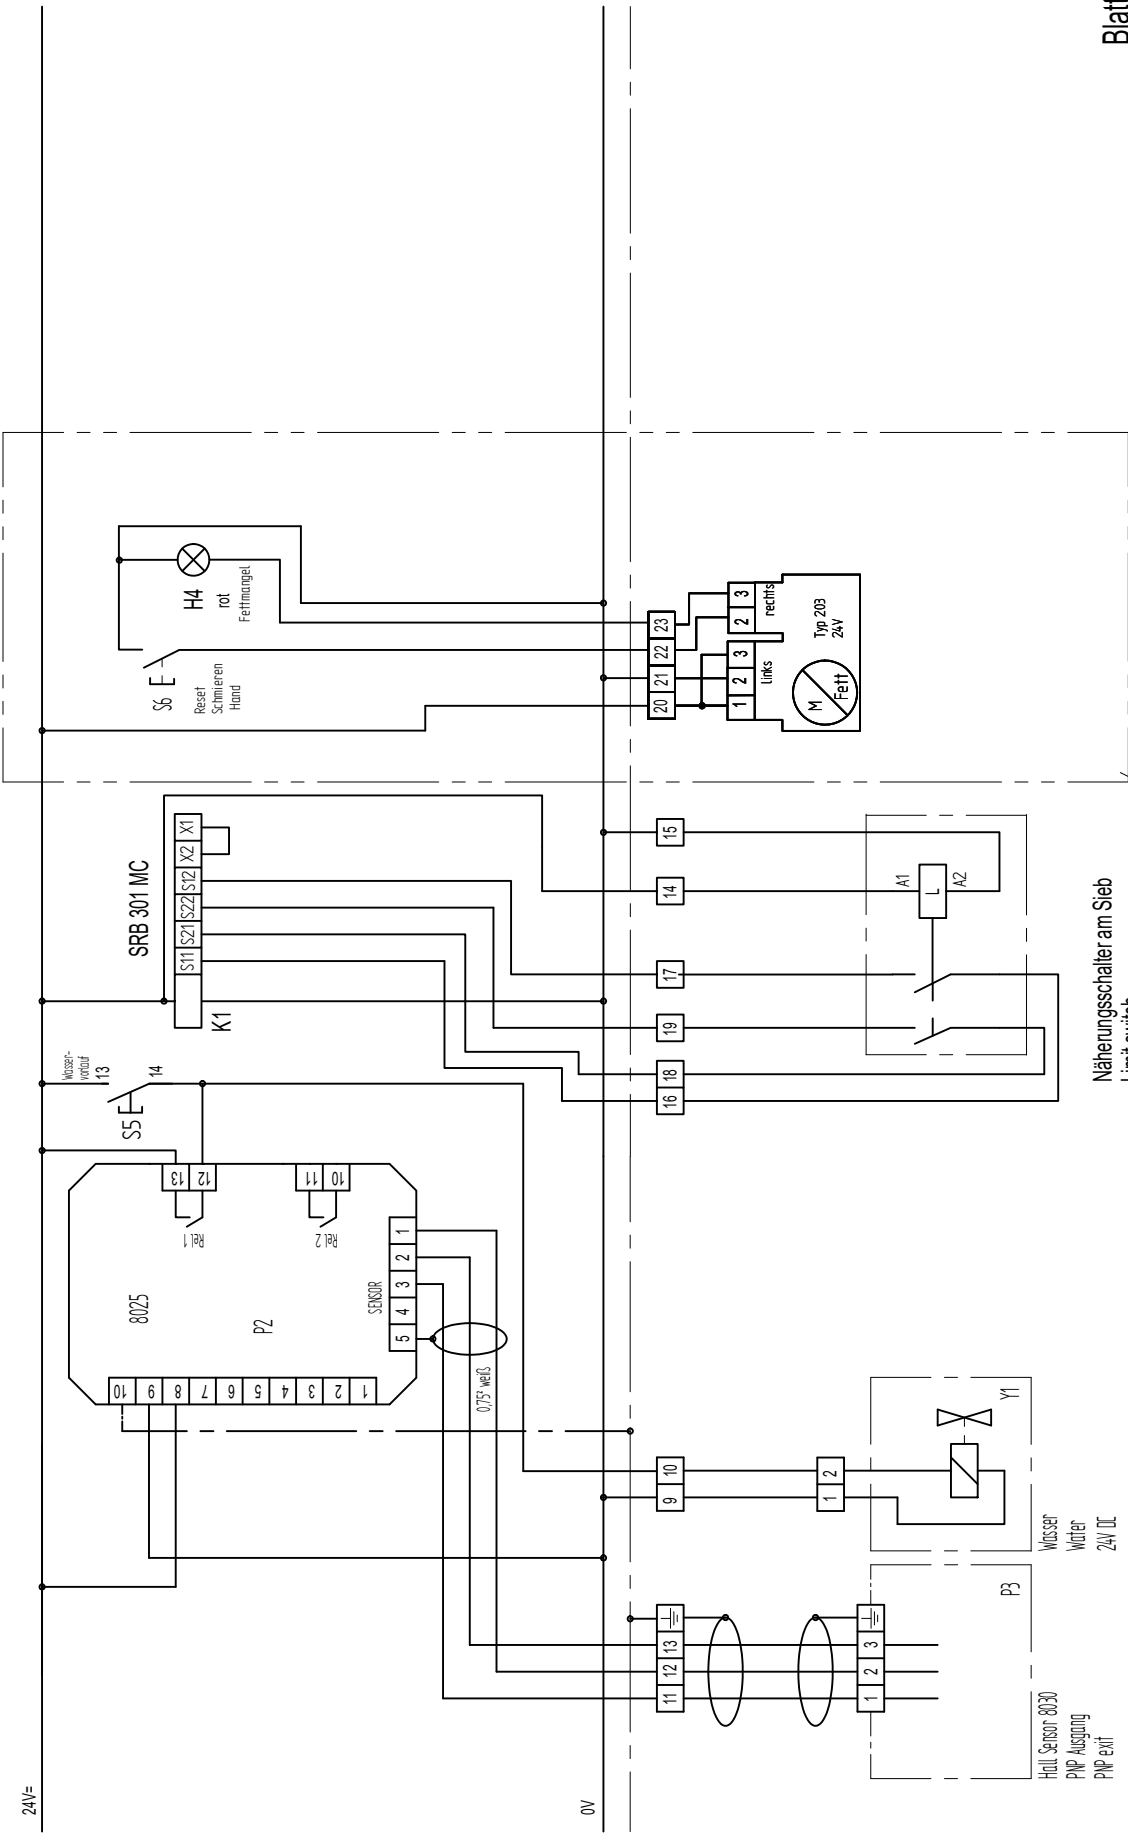 24V=
0V
8025
P2
10
9
8
7
6
5
4
3
2
1
Rel.1
13
12
Rel.2
11
10
SENSOR
5
4
3
2
1
0,75² weiß
Wasser-
vorlauf
13
14
S5
SRB 301 MC
K1
S11
S21
S22
S12
X2
X1
S6
Reset
Schmieren
Hand
H4
rot
Fettmangel
11
12
13
9
10
16
18
19
17
14
15
20
21
22
23
1
2
3
links
2
3
rechts
M
Fett
Typ 203
24V
1
2
3
P3
Hall Sensor 8030
PNP Ausgang
PNP exit
1
2
Y1
Wasser
Water
24V DC
A1
L
A2
Näherungsschalter am Sieb
Limit switch
Blatt